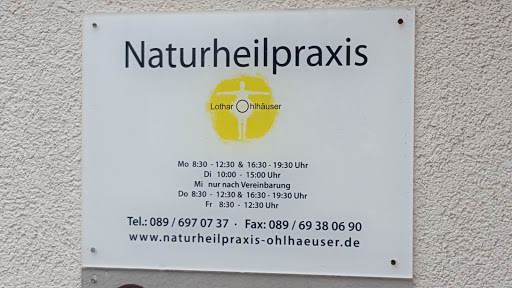 Naturheilpraxis
Lothar Ohlhäuser
Mo 8:30 - 12:30 & 16:30 - 19:30 Uhr
Di 10:00 - 15:00 Uhr
Mi nur nach Vereinbarung
Do 8:30 - 12:30 & 16:30 - 19:30 Uhr
Fr 8:30 - 12:30 Uhr
Tel.: 089 / 697 07 37 · Fax: 089 / 69 38 06 90
www.naturheilpraxis-ohlhaeuser.de